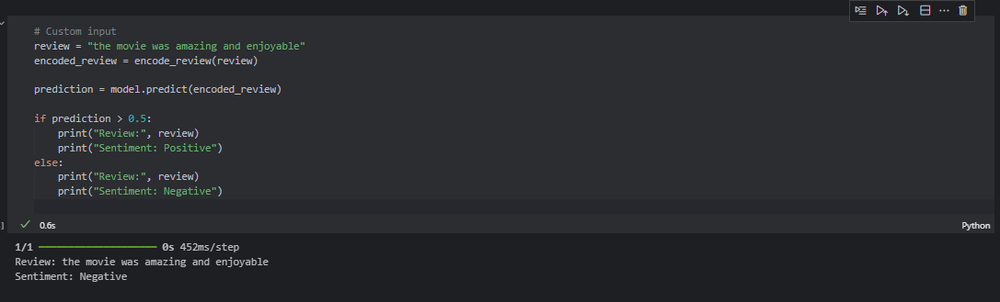 # Custom input
review = "the movie was amazing and enjoyable"
encoded_review = encode_review(review)
prediction = model.predict(encoded_review)
if prediction > 0.5:
    print("Review:", review)
    print("Sentiment: Positive")
else:
    print("Review:", review)
    print("Sentiment: Negative")
]
0.6s
Python
1/1 ━━━━━━━━━━━━━━━━━━━━ 0s 452ms/step
Review: the movie was amazing and enjoyable
Sentiment: Negative